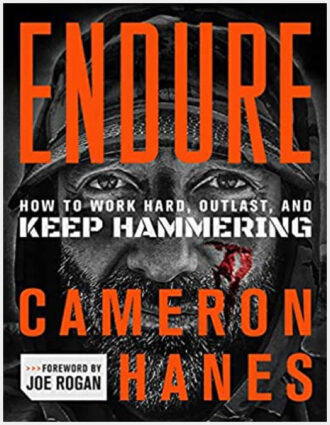 ENDURE
HOW TO WORK HARD, OUTLAST, AND
KEEP HAMMERING
CAMERON
>>>FOREWORD BY
JOE ROGAN
HANES